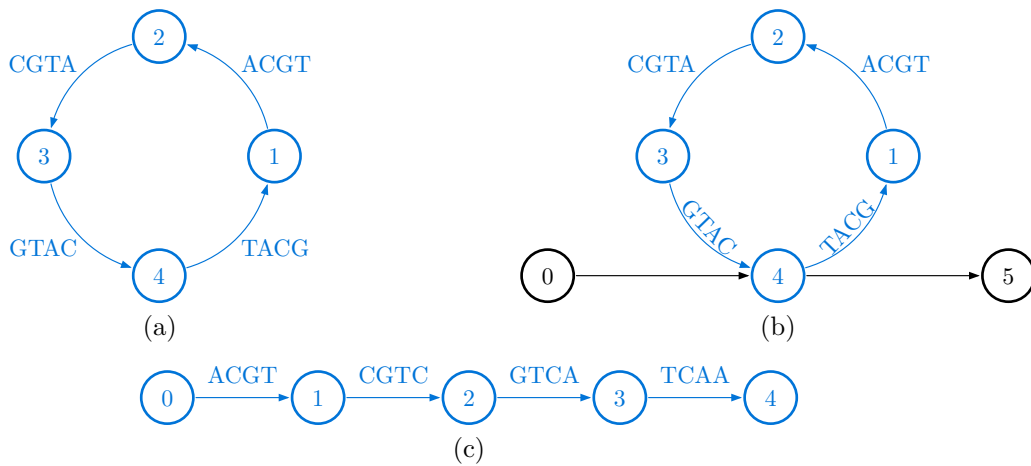 2
CGTA
ACGT
3
1
GTAC
TACG
4
(a)
2
CGTA
ACGT
3
1
GTAC
TACG
0
4
5
(b)
0
ACGT
1
CGTC
2
GTCA
3
TCAA
4
(c)